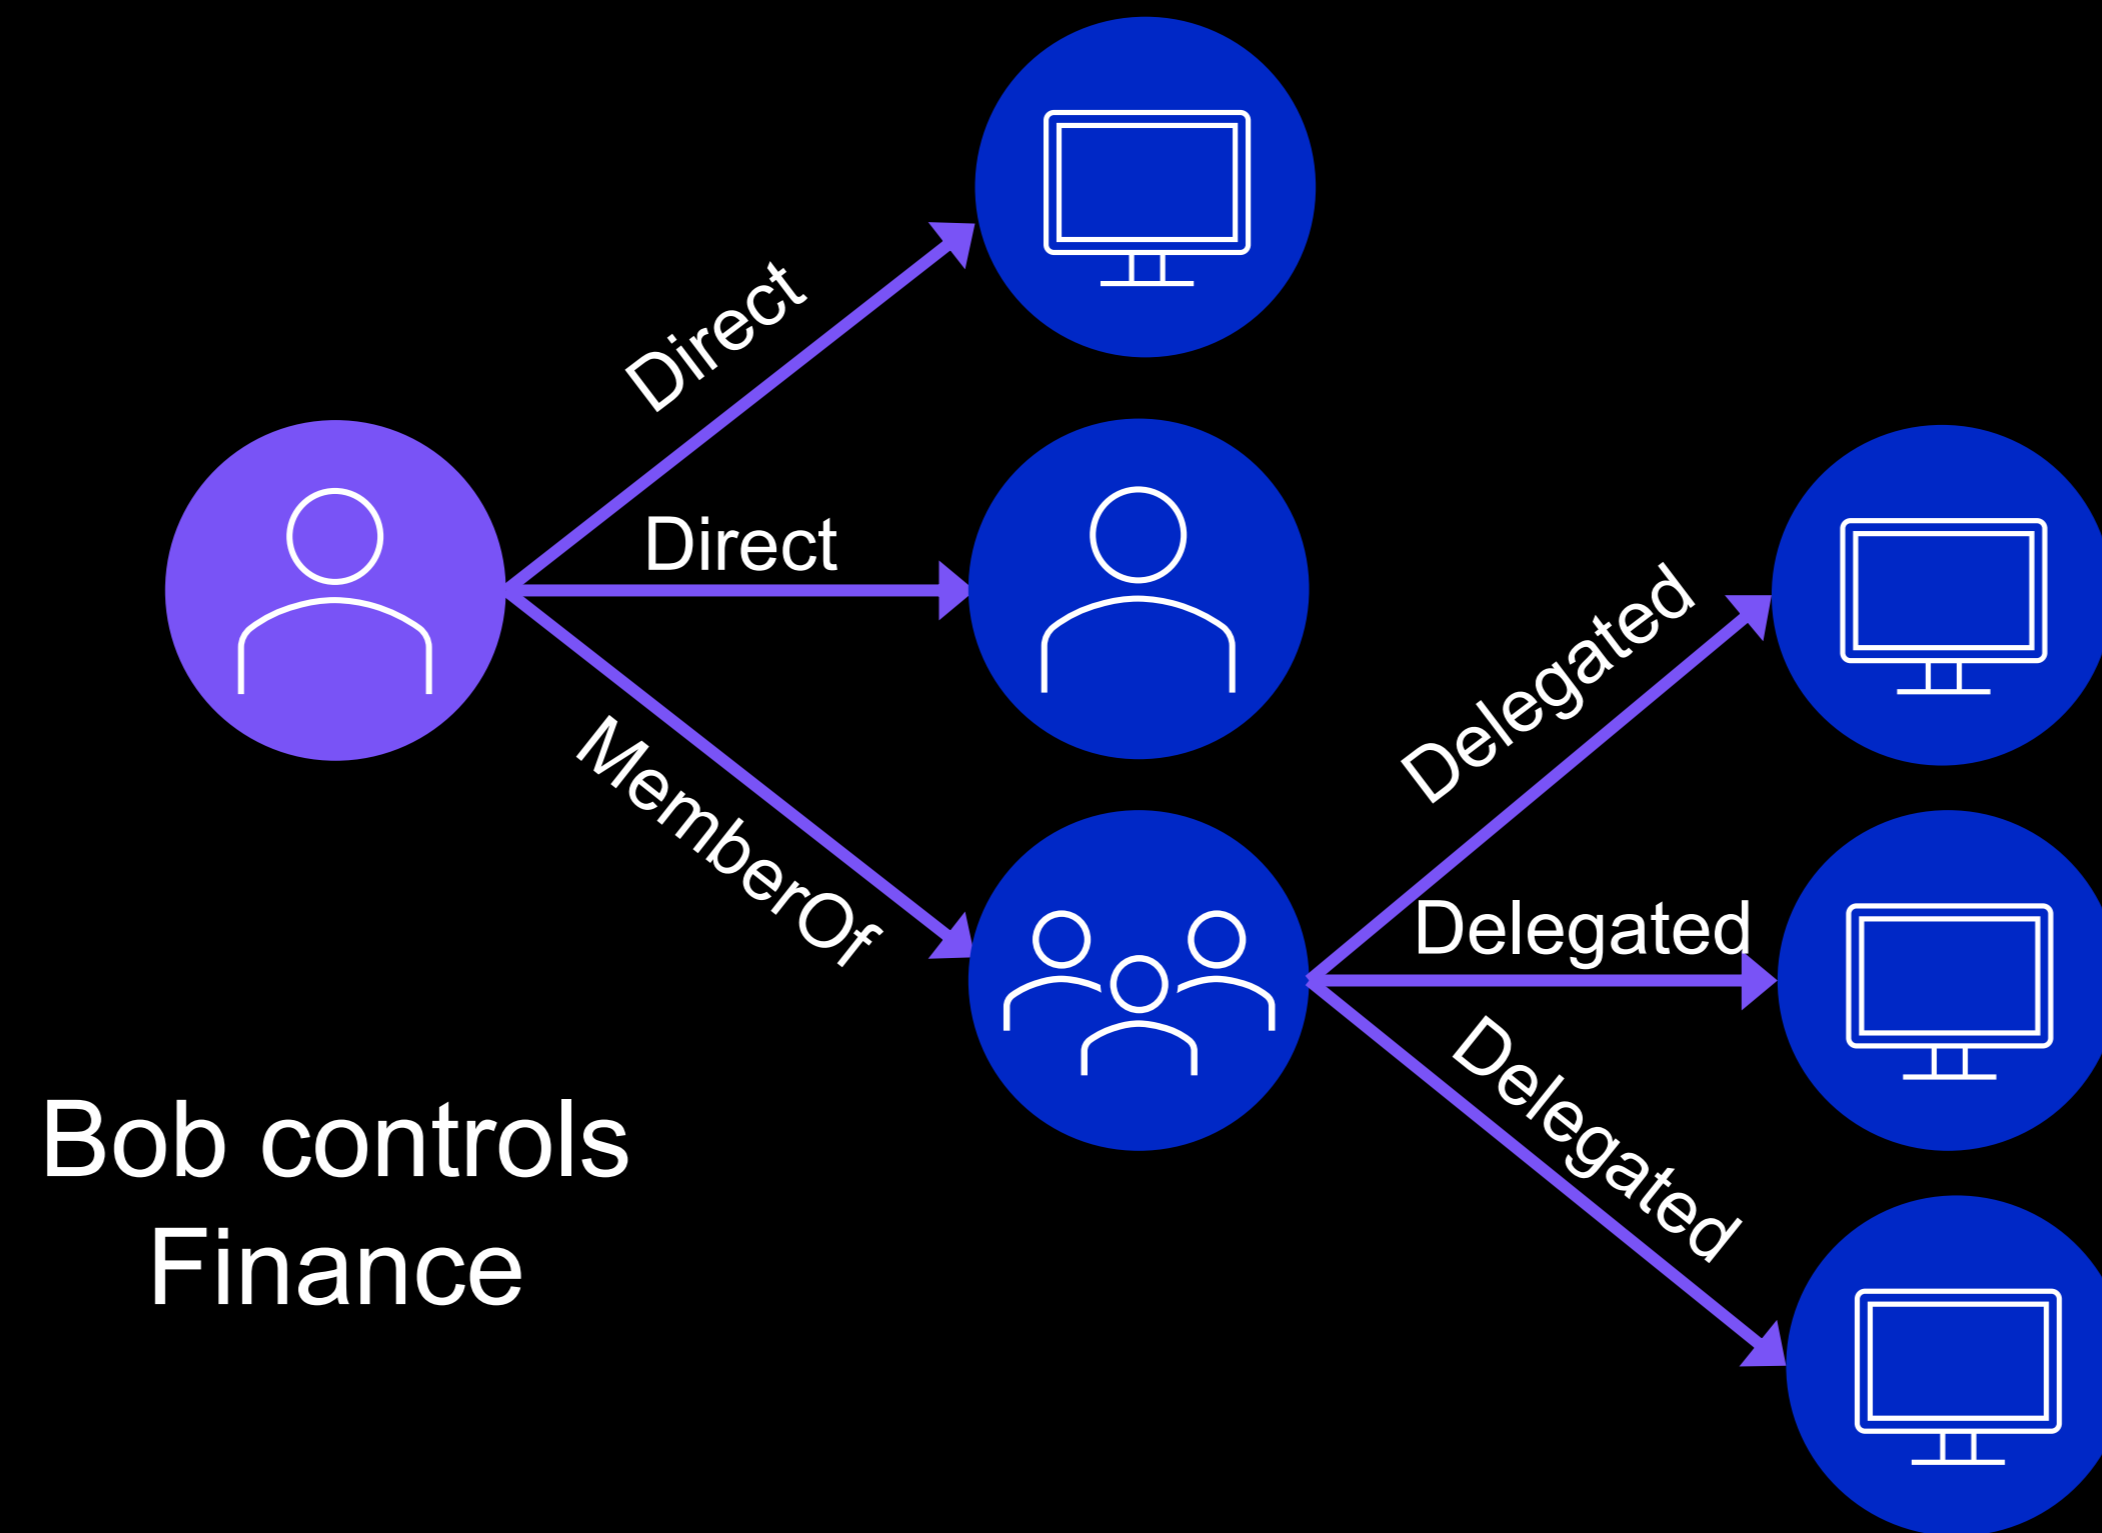 Direct
Direct
MemberOf
Delegated
Delegated
Delegated
Bob controls
Finance